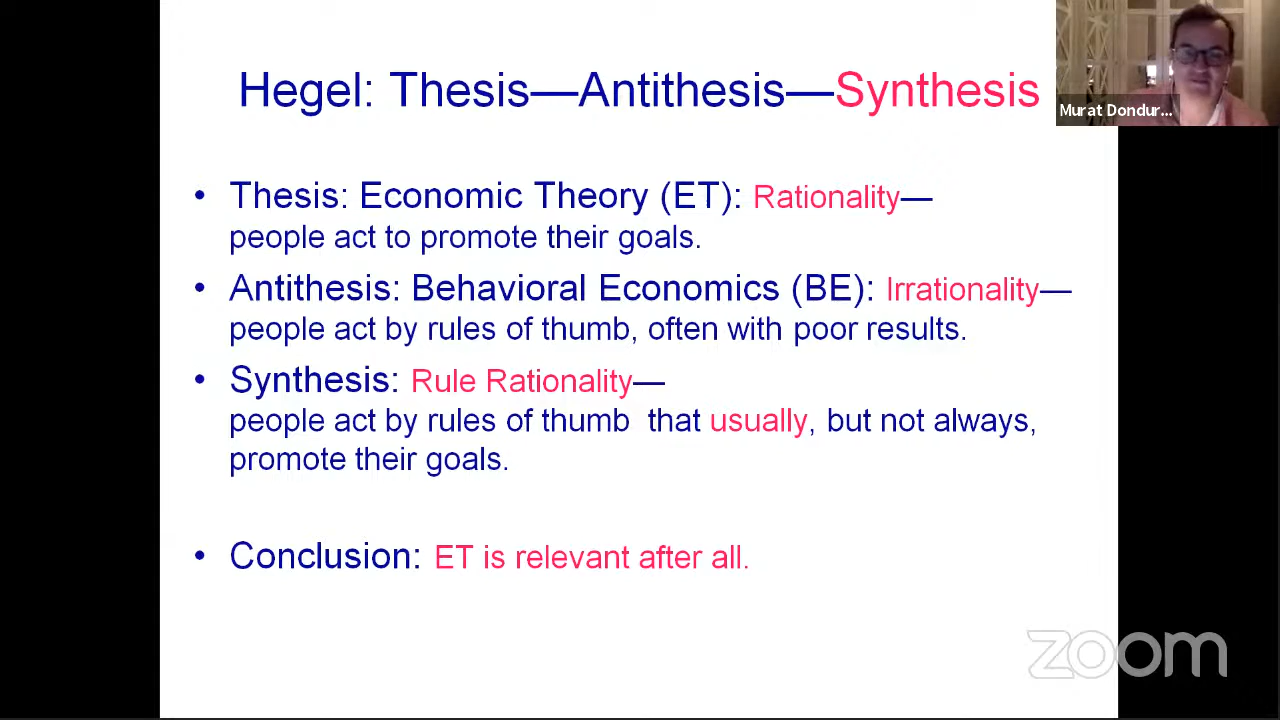 Hegel: Thesis—Antithesis—Synthesis
Murat Dondur...
• Thesis: Economic Theory (ET): Rationality—
people act to promote their goals.
• Antithesis: Behavioral Economics (BE): Irrationality—
people act by rules of thumb, often with poor results.
• Synthesis: Rule Rationality—
people act by rules of thumb  that usually, but not always,
promote their goals.
• Conclusion: ET is relevant after all.
zoom